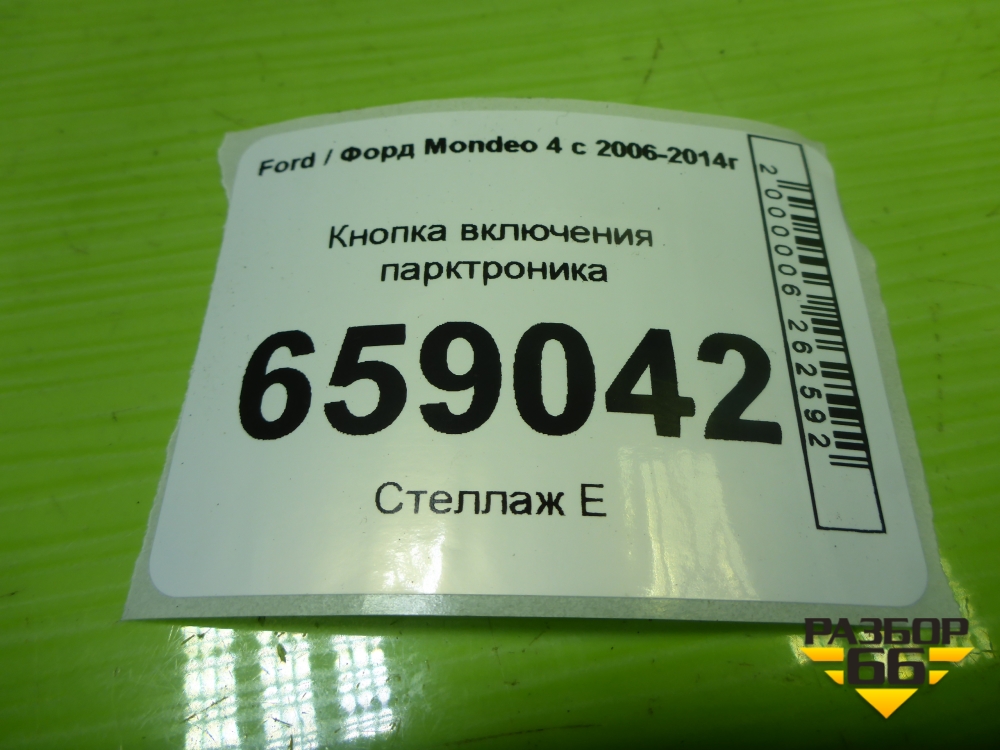 Ford / Форд Mondeo 4 с 2006-2014г
Кнопка включения
парктроника
659042
Стеллаж Е
2000006262592
РАЗБОР
66